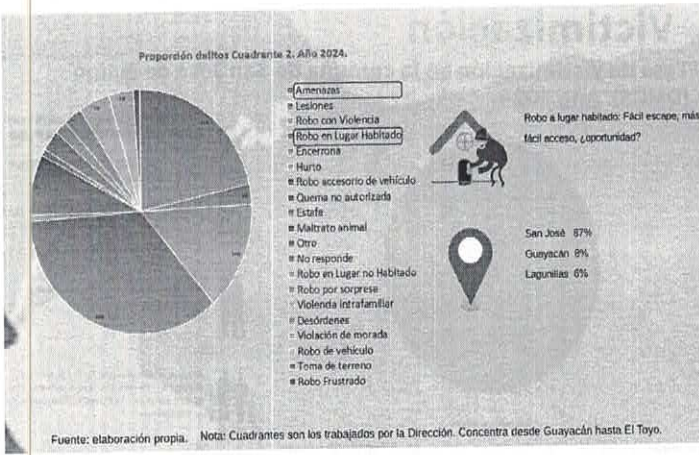 Victimización
Proporción delitos Cuadrante 2. Año 2024.
Amenazas
Lesiones
Robo con Violencia
Robo en Lugar Habitado
Encerrona
Hurto
Robo accesorio de vehículo
Quema no autorizada
Estafa
Maltrato animal
Otro
No responde
Robo en Lugar no Habitado
Robo por sorpresa
Violencia intrafamiliar
Desórdenes
Violación de morada
Robo de vehículo
Toma de terreno
Robo Frustrado
Robo a lugar habitado: Fácil escape, más
fácil acceso, ¿oportunidad?
San José 67%
Guayacán 8%
Lagunillas 6%
Fuente: elaboración propia. Nota: Cuadrantes son los trabajados por la Dirección. Concentra desde Guayacán hasta El Toyo.